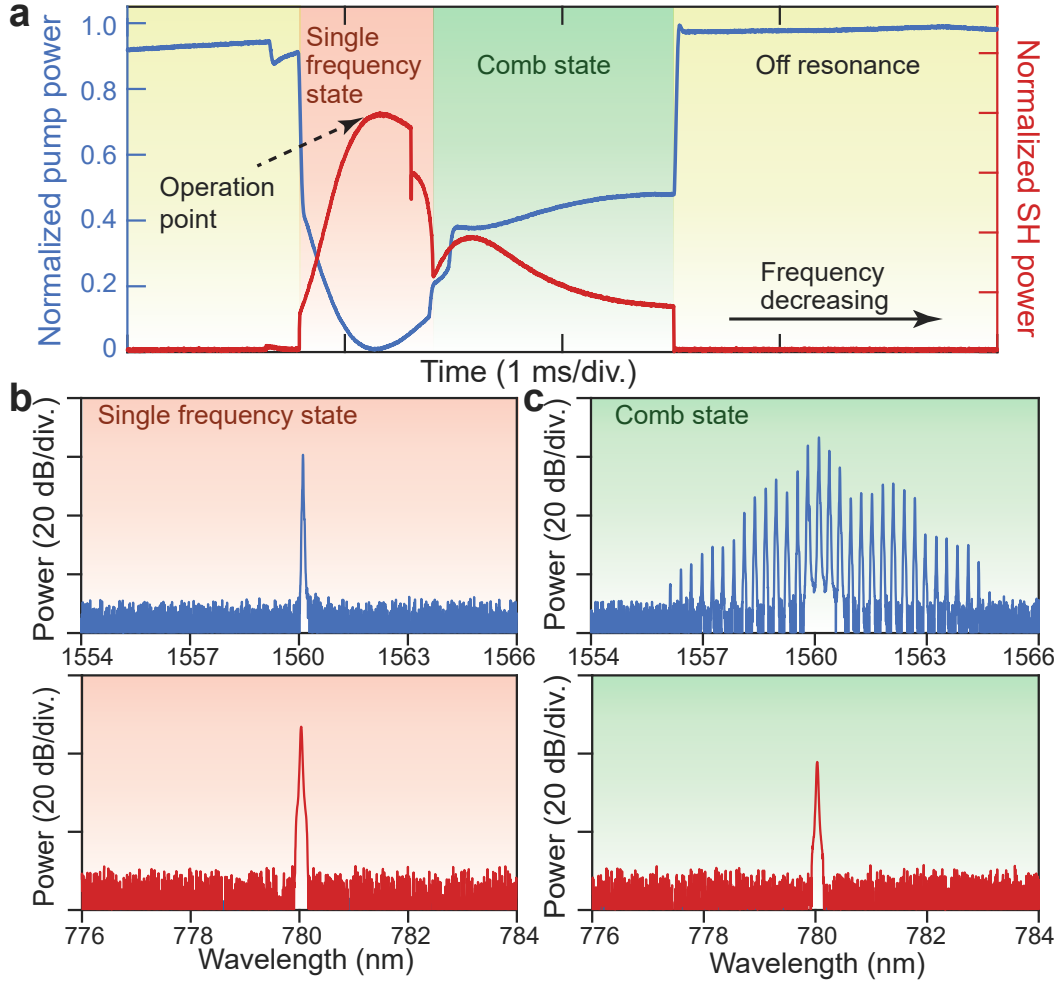 a
Normalized pump power
1.0
0.8
0.6
0.4
0.2
0
Single
frequency
state
Comb state
Off resonance
Operation
point
Frequency
decreasing
Normalized SH power
Time (1 ms/div.)
b
Single frequency state
Power (20 dB/div.)
1554 1557 1560 1563 1566
Power (20 dB/div.)
776 778 780 782 784
Wavelength (nm)
c
Comb state
Power (20 dB/div.)
1554 1557 1560 1563 1566
Power (20 dB/div.)
776 778 780 782 784
Wavelength (nm)